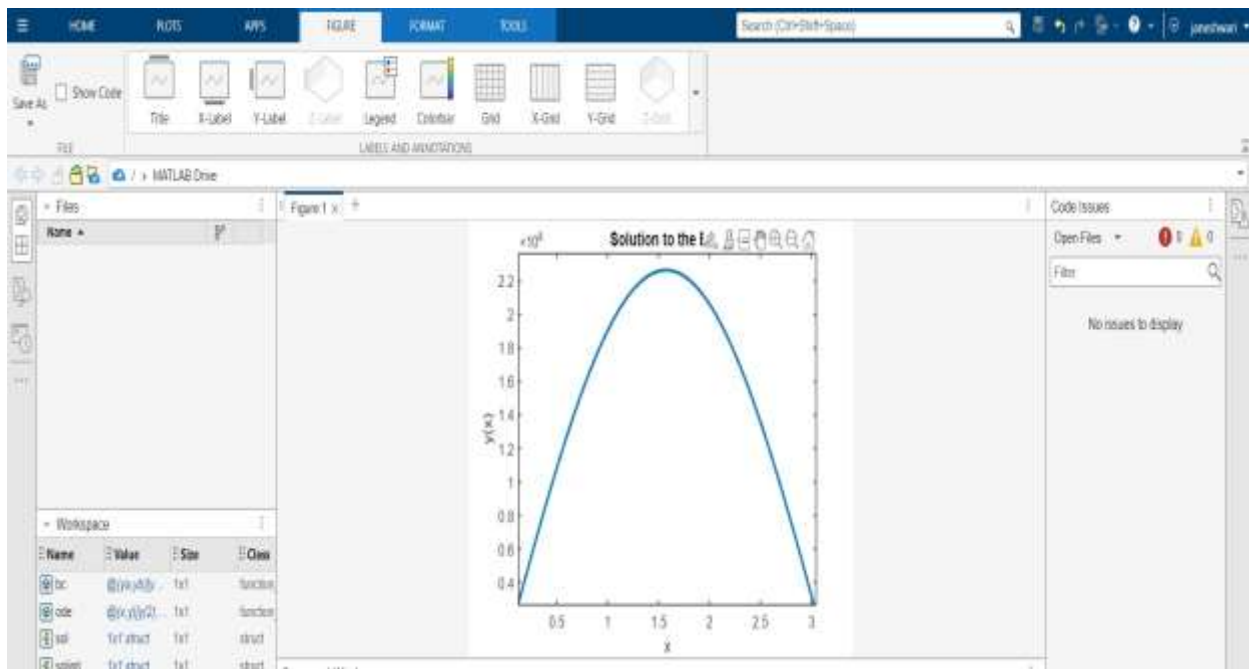 HOME PLOTS APPS FIGURE FORMAT TOOLS Search (Ctrl+Shift+Space)
Save As Show Code Title X-Label Y-Label Z-Label Legend Colorbar Grid X-Grid Y-Grid
FILE LABELS AND ANNOTATIONS
/ MATLAB Drive
Files
Name
Figure 1 x +
Solution to the
2.2
2
1.8
1.6
1.4
1.2
1
0.8
0.6
0.4
y(x)
0.5 1 1.5 2 2.5 3
x
Code Issues
Open Files 0
Filter
No issues to display
Workspace
Name Value Size Class
bc 1x1 function
ode 1x1 function
sol 1x1 struct 1x1 struct
1x1 struct 1x1 struct